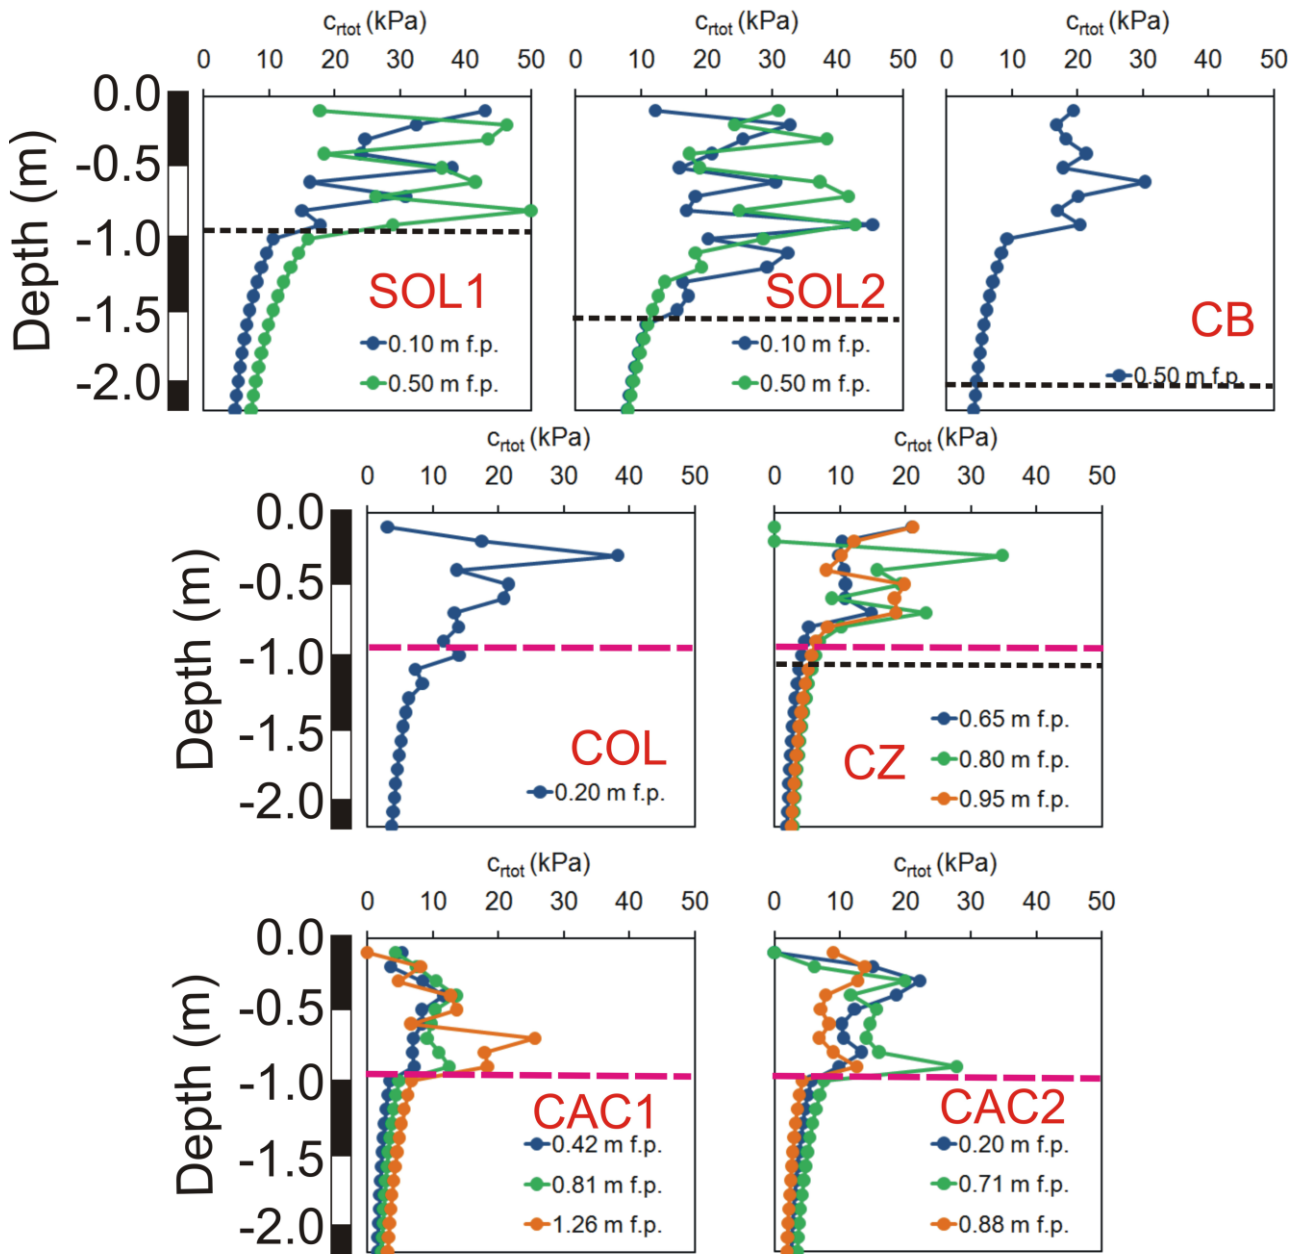 c_rtot (kPa) c_rtot (kPa) c_rtot (kPa)
0 10 20 30 40 50 0 10 20 30 40 50 0 10 20 30 40 50
Depth (m)
0.0
-0.5
-1.0
-1.5
-2.0
SOL1
0.10 m f.p.
0.50 m f.p.
SOL2
0.10 m f.p.
0.50 m f.p.
CB
0.50 m f.p.
c_rtot (kPa) c_rtot (kPa)
0 10 20 30 40 50 0 10 20 30 40 50
Depth (m)
0.0
-0.5
-1.0
-1.5
-2.0
COL
0.20 m f.p.
CZ
0.65 m f.p.
0.80 m f.p.
0.95 m f.p.
c_rtot (kPa) c_rtot (kPa)
0 10 20 30 40 50 0 10 20 30 40 50
Depth (m)
0.0
-0.5
-1.0
-1.5
-2.0
CAC1
0.42 m f.p.
0.81 m f.p.
1.26 m f.p.
CAC2
0.20 m f.p.
0.71 m f.p.
0.88 m f.p.